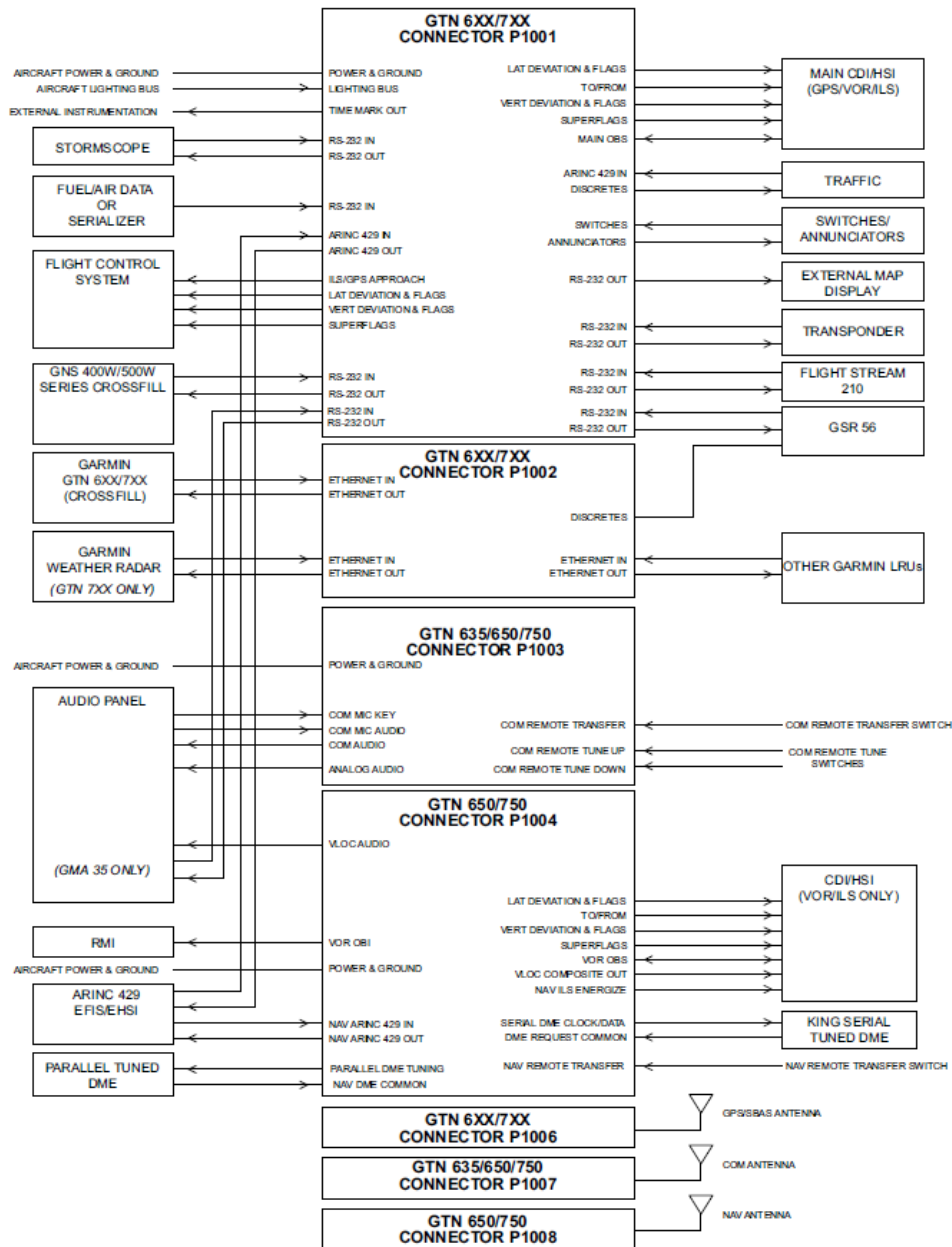 GTN 6XX/7XX
CONNECTOR P1001
AIRCRAFT POWER & GROUND
AIRCRAFT LIGHTING BUS
EXTERNAL INSTRUMENTATION
STORMSCOPE
FUEL/AIR DATA
OR
SERIALIZER
FLIGHT CONTROL
SYSTEM
GNS 400W/500W
SERIES CROSSFILL
POWER & GROUND
LIGHTING BUS
TIME MARK OUT
RS-232 IN
RS-232 OUT
RS-232 IN
ARINC 429 IN
ARINC 429 OUT
ILS/GPS APPROACH
LAT DEVIATION & FLAGS
VERT DEVIATION & FLAGS
SUPERFLAGS
RS-232 IN
RS-232 OUT
RS-232 IN
RS-232 OUT
LAT DEVIATION & FLAGS
TO/FROM
VERT DEVIATION & FLAGS
SUPERFLAGS
MAIN OBS
ARINC 429 IN
DISCRETES
SWITCHES
ANNUNCIATORS
RS-232 OUT
RS-232 IN
RS-232 OUT
RS-232 IN
RS-232 OUT
RS-232 IN
RS-232 OUT
MAIN CDI/HSI
(GPS/VOR/ILS)
TRAFFIC
SWITCHES/
ANNUNCIATORS
EXTERNAL MAP
DISPLAY
TRANSPONDER
FLIGHT STREAM
210
GSR 56
GTN 6XX/7XX
CONNECTOR P1002
GARMIN
GTN 6XX/7XX
(CROSSFILL)
GARMIN
WEATHER RADAR
(GTN 7XX ONLY)
ETHERNET IN
ETHERNET OUT
ETHERNET IN
ETHERNET OUT
DISCRETES
ETHERNET IN
ETHERNET OUT
OTHER GARMIN LRUs
GTN 635/650/750
CONNECTOR P1003
AIRCRAFT POWER & GROUND
AUDIO PANEL
(GMA 35 ONLY)
POWER & GROUND
COM MIC KEY
COM MIC AUDIO
COM AUDIO
ANALOG AUDIO
COM REMOTE TRANSFER
COM REMOTE TUNE UP
COM REMOTE TUNE DOWN
COM REMOTE TRANSFER SWITCH
COM REMOTE TUNE
SWITCHES
GTN 650/750
CONNECTOR P1004
RMI
AIRCRAFT POWER & GROUND
ARINC 429
EFIS/EHSI
PARALLEL TUNED
DME
VLOC AUDIO
VOR OBI
POWER & GROUND
NAV ARINC 429 IN
NAV ARINC 429 OUT
PARALLEL DME TUNING
NAV DME COMMON
LAT DEVIATION & FLAGS
TO/FROM
VERT DEVIATION & FLAGS
SUPERFLAGS
VOR OBS
VLOC COMPOSITE OUT
NAV ILS ENERGIZE
SERIAL DME CLOCK/DATA
DME REQUEST COMMON
NAV REMOTE TRANSFER
CDI/HSI
(VOR/ILS ONLY)
KING SERIAL
TUNED DME
NAV REMOTE TRANSFER SWITCH
GTN 6XX/7XX
CONNECTOR P1006
GPS/SBAS ANTENNA
GTN 635/650/750
CONNECTOR P1007
COM ANTENNA
GTN 650/750
CONNECTOR P1008
NAV ANTENNA